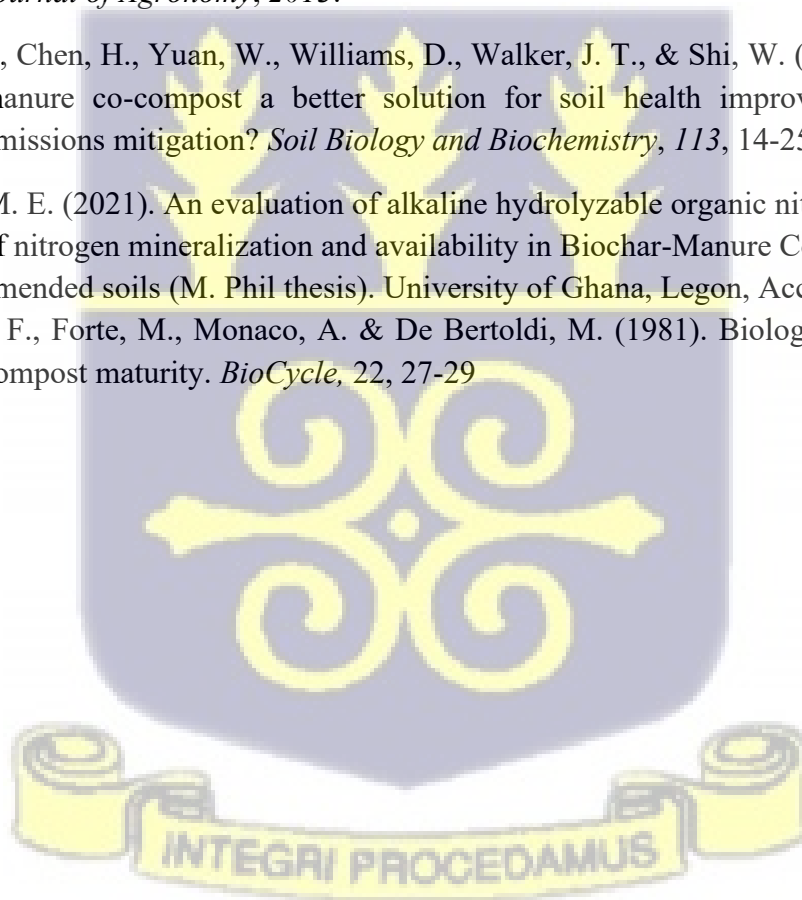 Journal of Agronomy, 2013.
., Chen, H., Yuan, W., Williams, D., Walker, J. T., & Shi, W. (
manure co-compost a better solution for soil health improv
missions mitigation? Soil Biology and Biochemistry, 113, 14-25
M. E. (2021). An evaluation of alkaline hydrolyzable organic nit
f nitrogen mineralization and availability in Biochar-Manure C
mended soils (M. Phil thesis). University of Ghana, Legon, Acc
F., Forte, M., Monaco, A. & De Bertoldi, M. (1981). Biolog
ompost maturity. BioCycle, 22, 27-29
INTEGRI PROCEDAMUS